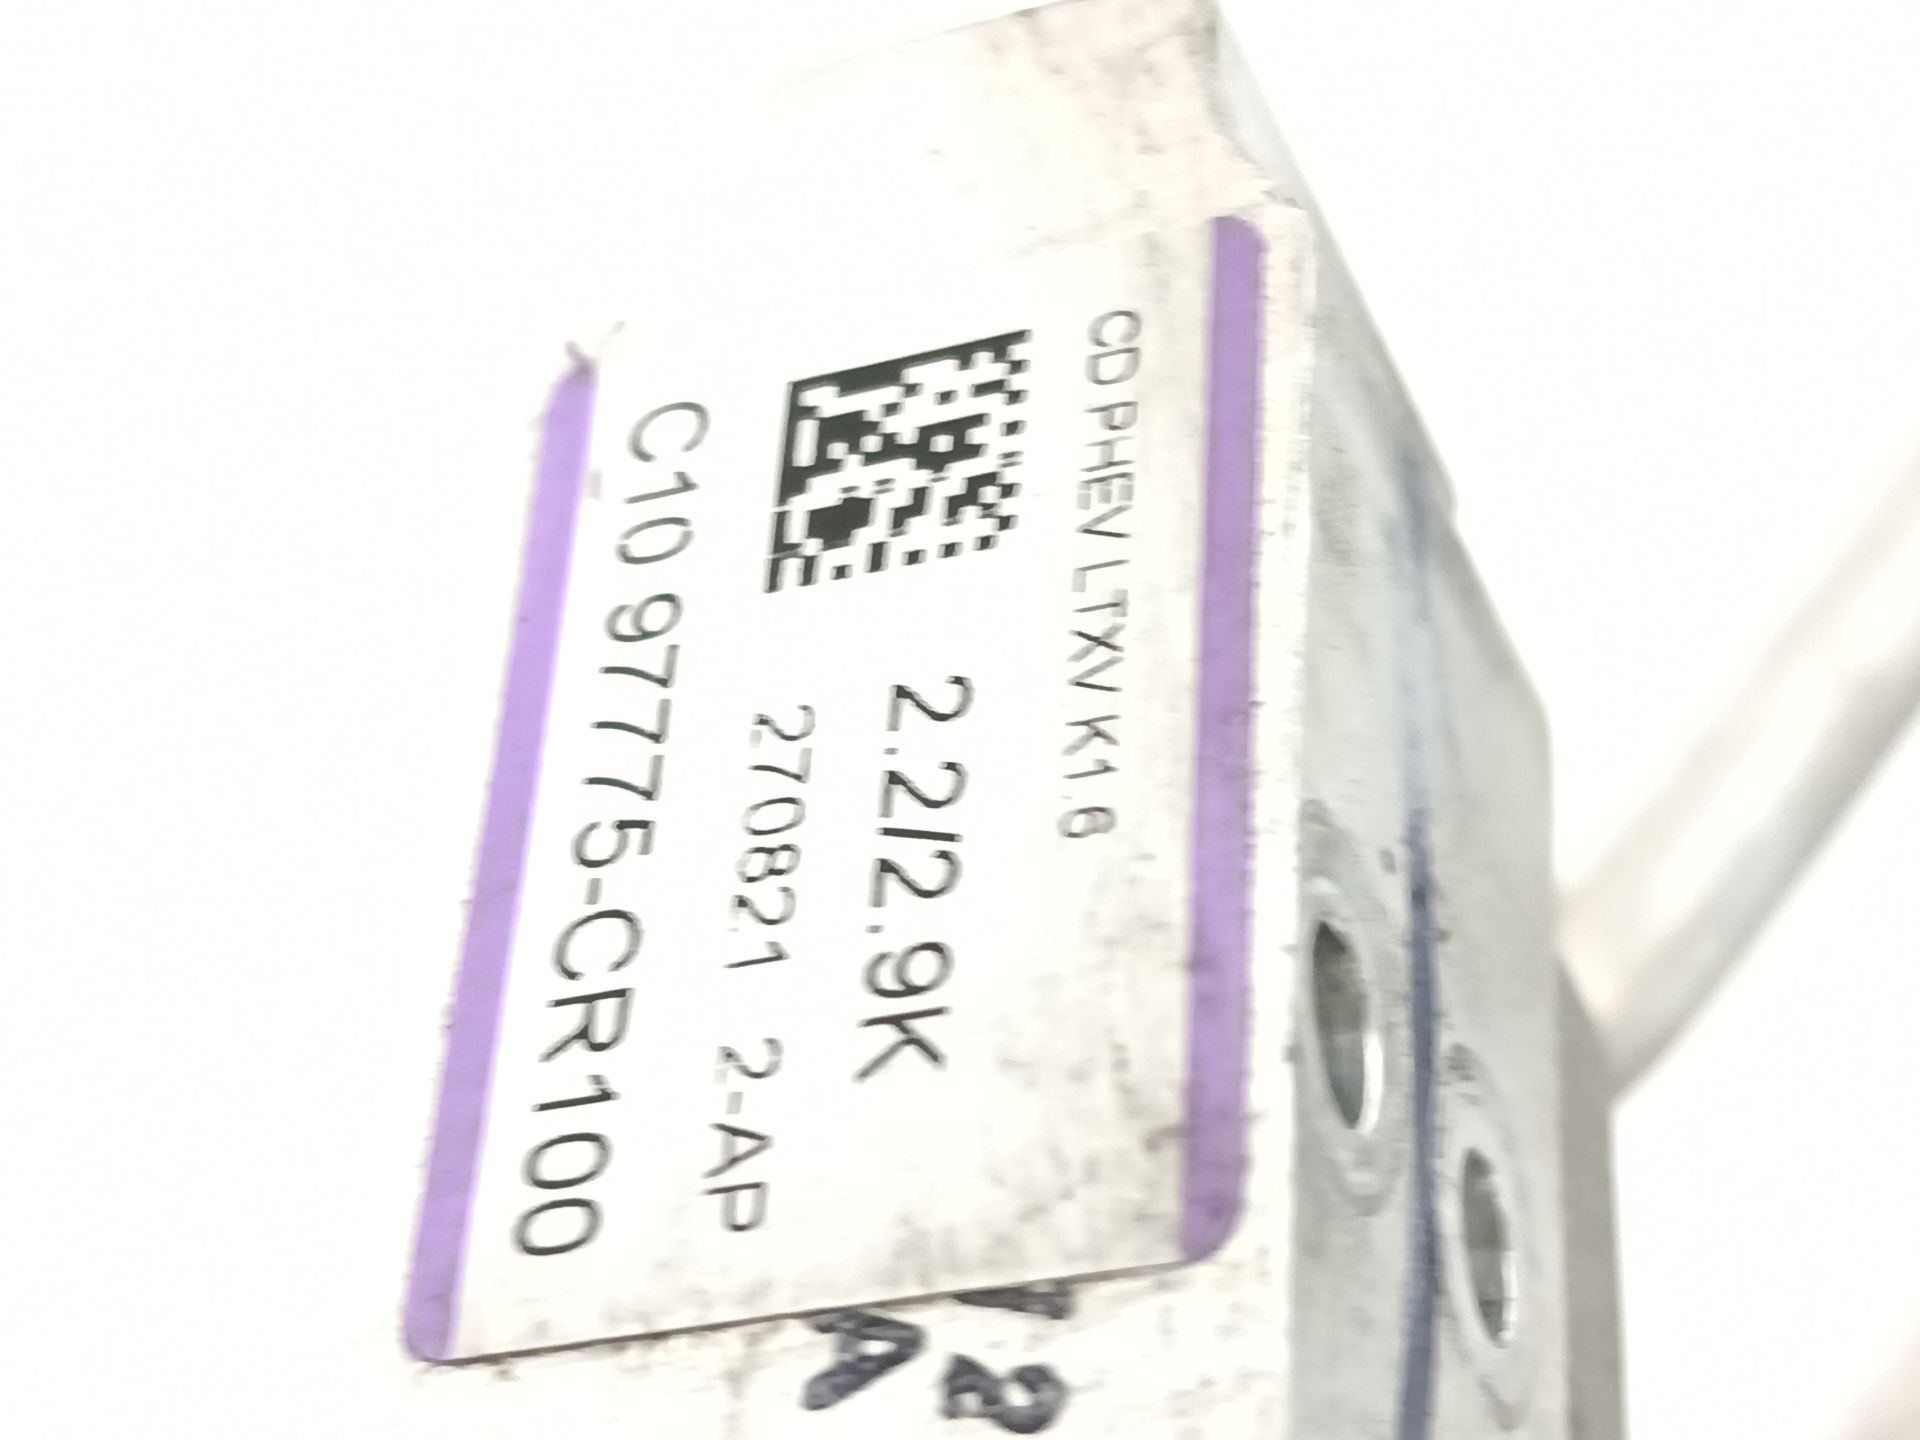 CD PHEV LTXV K1.6
2.2/2.9K
270821 2-AP
C10 97775-CR100